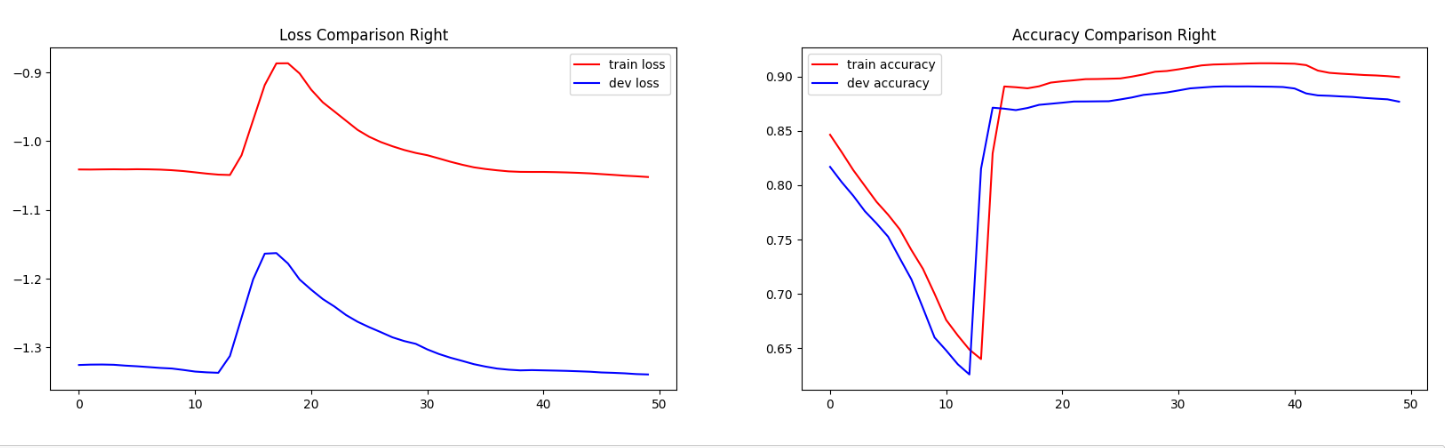 Loss Comparison Right
train loss
dev loss
−0.9
−1.0
−1.1
−1.2
−1.3
0 10 20 30 40 50
Accuracy Comparison Right
train accuracy
dev accuracy
0.90
0.85
0.80
0.75
0.70
0.65
0 10 20 30 40 50